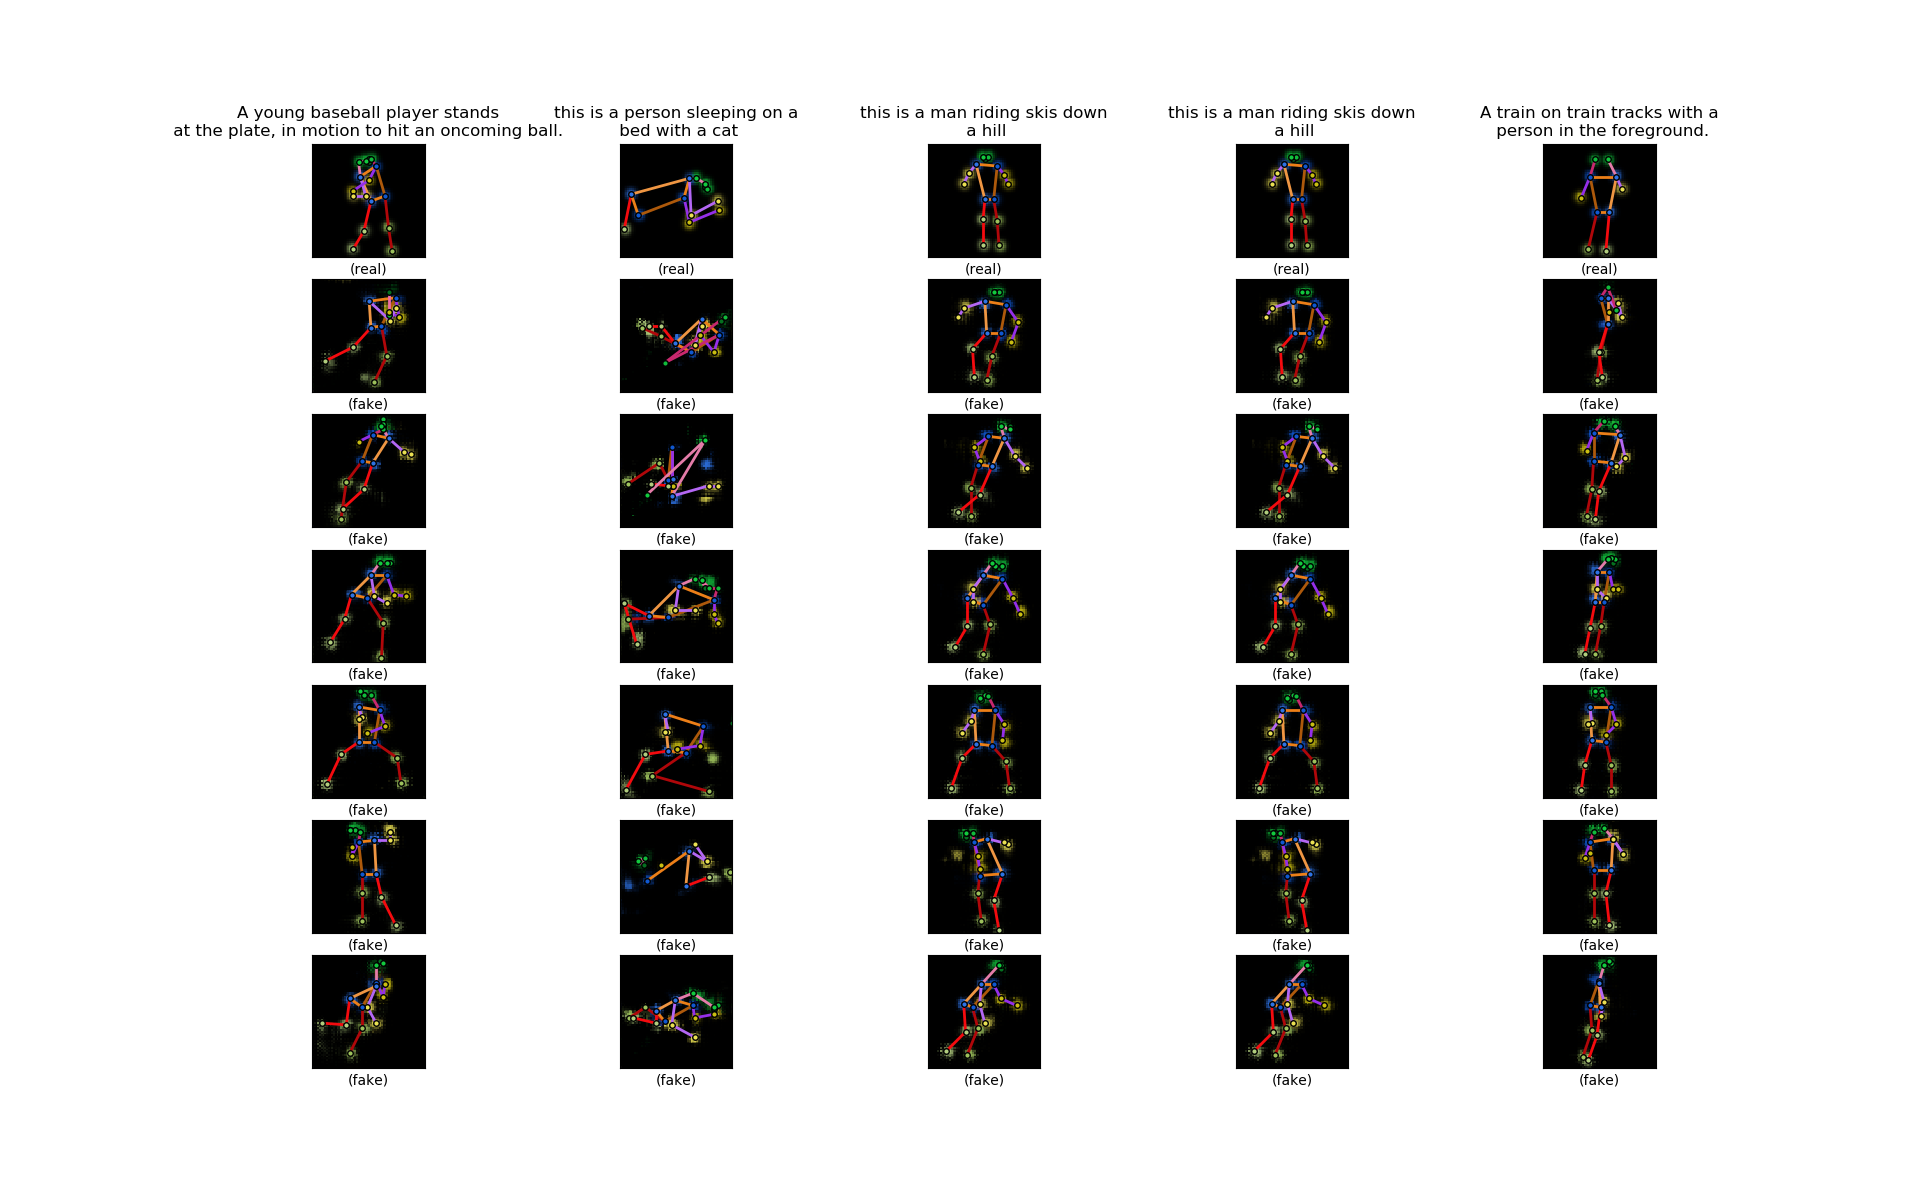 A young baseball player stands
at the plate, in motion to hit an oncoming ball.
this is a person sleeping on a
bed with a cat
this is a man riding skis down
a hill
this is a man riding skis down
a hill
A train on train tracks with a
person in the foreground.
(real) (real) (real) (real) (real)
(fake) (fake) (fake) (fake) (fake)
(fake) (fake) (fake) (fake) (fake)
(fake) (fake) (fake) (fake) (fake)
(fake) (fake) (fake) (fake) (fake)
(fake) (fake) (fake) (fake) (fake)
(fake) (fake) (fake) (fake) (fake)